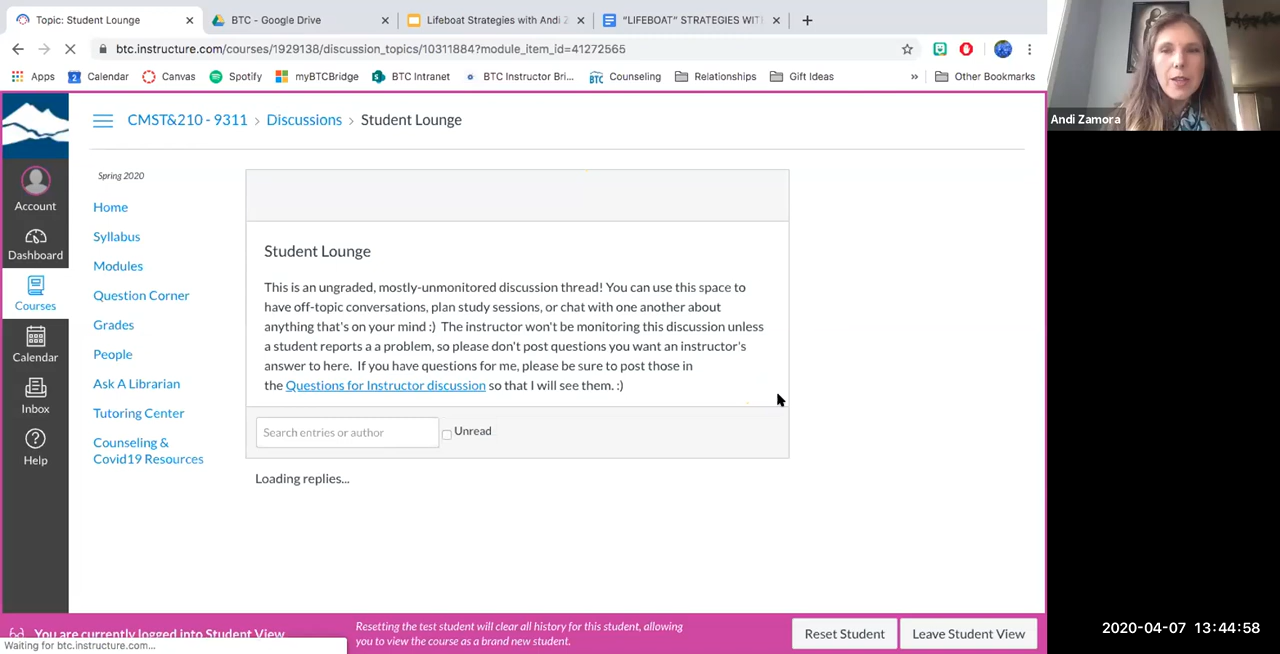 Topic: Student Lounge
BTC - Google Drive
Lifeboat Strategies with Andi Z
"LIFEBOAT" STRATEGIES WIT
btc.instructure.com/courses/1929138/discussion_topics/10311884?module_item_id=41272565
Apps
Calendar
Canvas
Spotify
myBTCBridge
BTC Intranet
BTC Instructor Bri...
Counseling
Relationships
Gift Ideas
»
Other Bookmarks
Andi Zamora
CMST&210 - 9311 > Discussions > Student Lounge
Account
Dashboard
Courses
Calendar
Inbox
Help
Spring 2020
Home
Syllabus
Modules
Question Corner
Grades
People
Ask A Librarian
Tutoring Center
Counseling &
Covid19 Resources
Student Lounge
This is an ungraded, mostly-unmonitored discussion thread! You can use this space to
have off-topic conversations, plan study sessions, or chat with one another about
anything that's on your mind :)  The instructor won't be monitoring this discussion unless
a student reports a a problem, so please don't post questions you want an instructor's
answer to here.  If you have questions for me, please be sure to post those in
the Questions for Instructor discussion so that I will see them. :)
Search entries or author
Unread
Loading replies...
You are currently logged into Student View
Waiting for btc.instructure.com...
Resetting the test student will clear all history for this student, allowing
you to view the course as a brand new student.
Reset Student
Leave Student View
2020-04-07 13:44:58